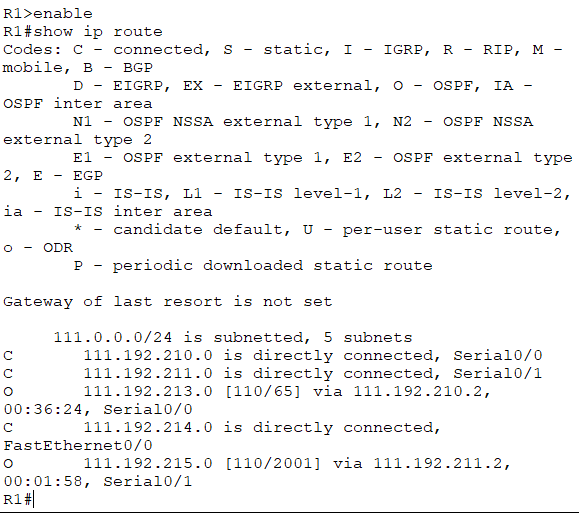 R1>enable
R1#show ip route
Codes: C - connected, S - static, I - IGRP, R - RIP, M -
mobile, B - BGP
       D - EIGRP, EX - EIGRP external, O - OSPF, IA -
OSPF inter area
       N1 - OSPF NSSA external type 1, N2 - OSPF NSSA
external type 2
       E1 - OSPF external type 1, E2 - OSPF external type
2, E - EGP
       i - IS-IS, L1 - IS-IS level-1, L2 - IS-IS level-2,
ia - IS-IS inter area
       * - candidate default, U - per-user static route,
o - ODR
       P - periodic downloaded static route

Gateway of last resort is not set

     111.0.0.0/24 is subnetted, 5 subnets
C       111.192.210.0 is directly connected, Serial0/0
C       111.192.211.0 is directly connected, Serial0/1
O       111.192.213.0 [110/65] via 111.192.210.2,
00:36:24, Serial0/0
C       111.192.214.0 is directly connected,
FastEthernet0/0
O       111.192.215.0 [110/2001] via 111.192.211.2,
00:01:58, Serial0/1
R1#